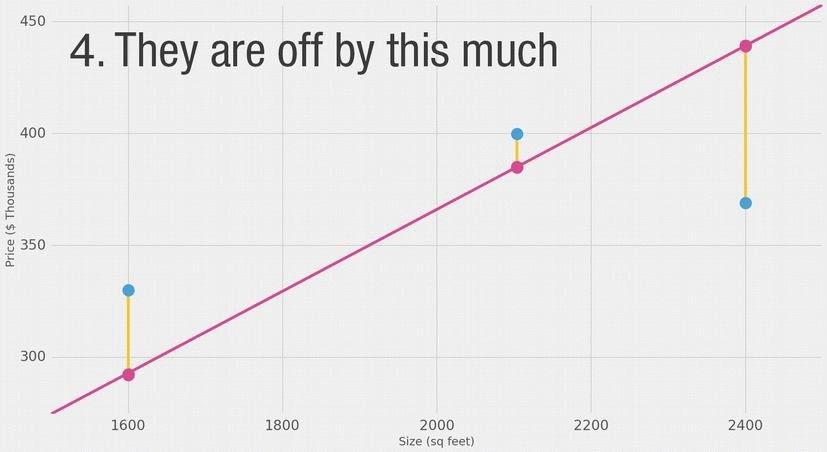 4. They are off by this much
450
400
350
300
Price ($ Thousands)
1600 1800 2000 2200 2400
Size (sq feet)